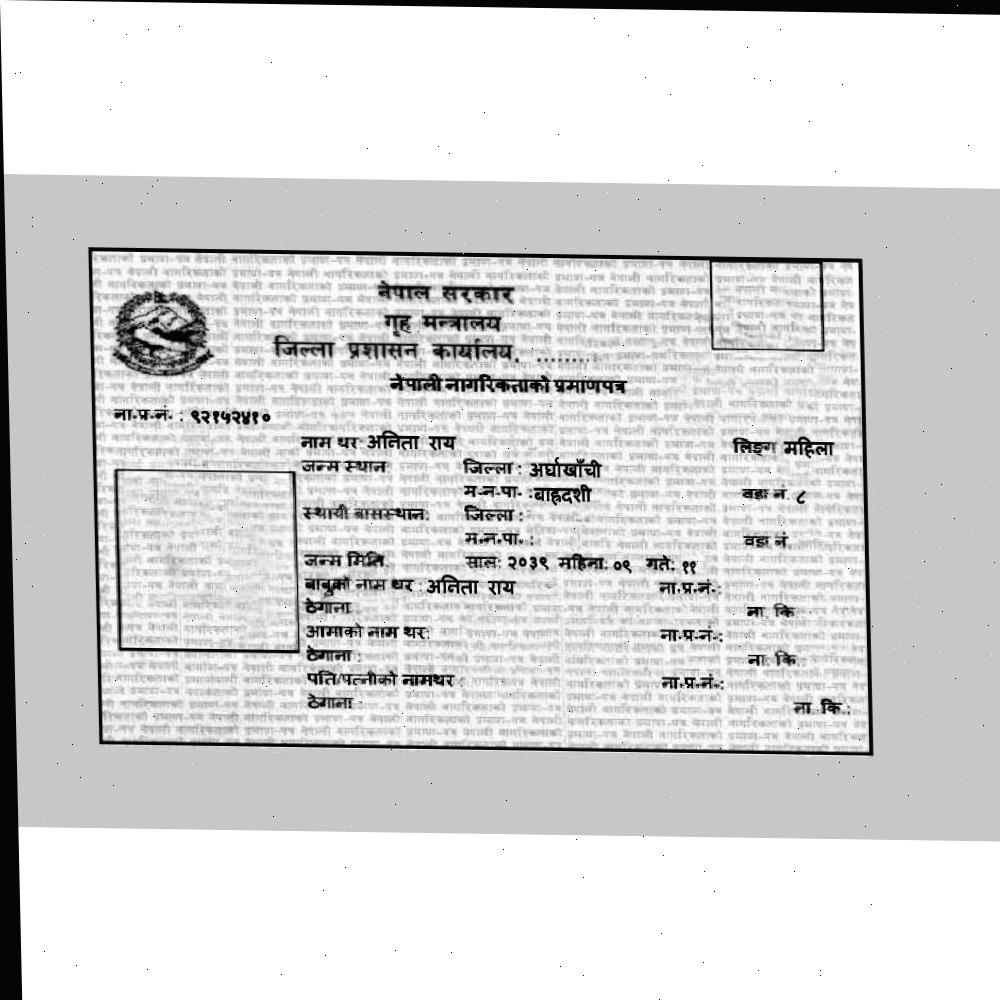 नेपाल सरकार
गृह मन्त्रालय
जिल्ला प्रशासन कार्यालय, ........
नेपाली नागरिकताको प्रमाणपत्र
ना.प्र.नं. : ९२१५२४१०
नाम थर: अनिता राय लिङ्ग महिला
जन्म स्थान: जिल्ला : अर्घाखाँची
म.न.पा. : बाह्रदशी वडा नं. ८
स्थायी बासस्थान: जिल्ला :
म.न.पा. : वडा नं.
जन्म मिति साल: २०३९ महिना: ०९ गते: ११
बाबुको नाम थर : अनिता राय ना.प्र.नं.:
ठेगाना ना. कि
आमाको नाम थर: ना.प्र.नं.:
ठेगाना : ना. कि
पति/पत्नीको नामथर : ना.प्र.नं.:
ठेगाना : ना. कि.: